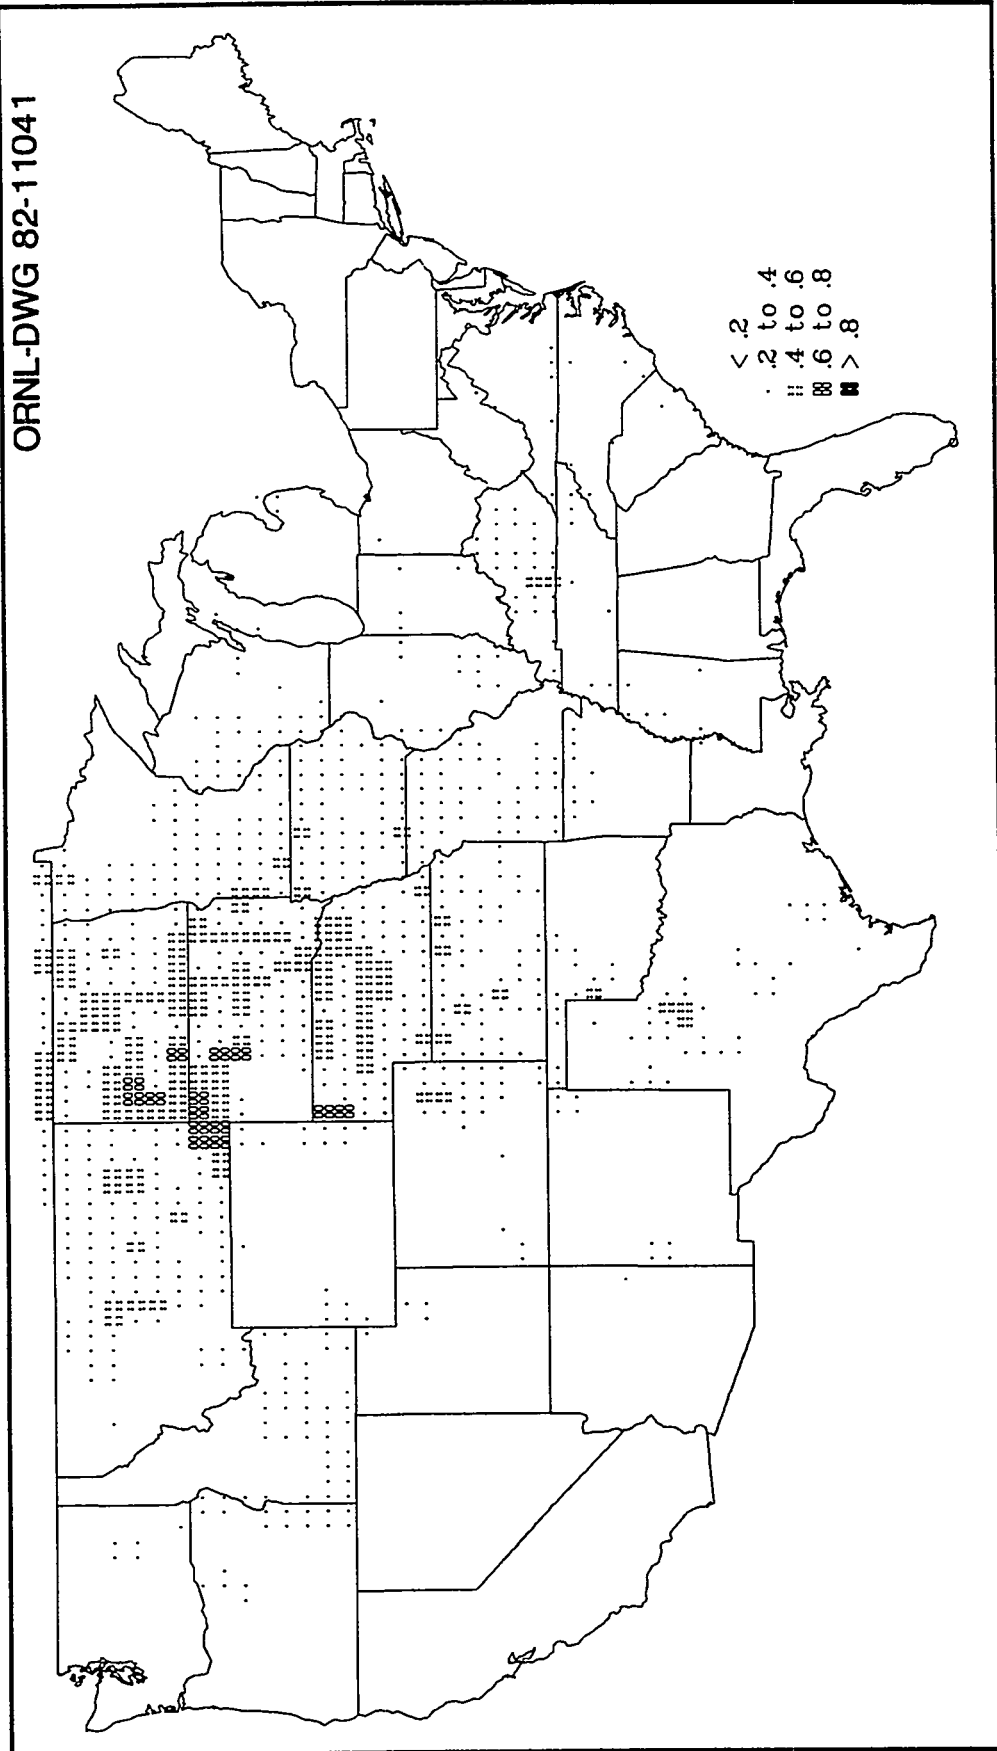 ORNL-DWG 82-11041
< .2
. .2 to .4
.4 to .6
.6 to .8
> .8